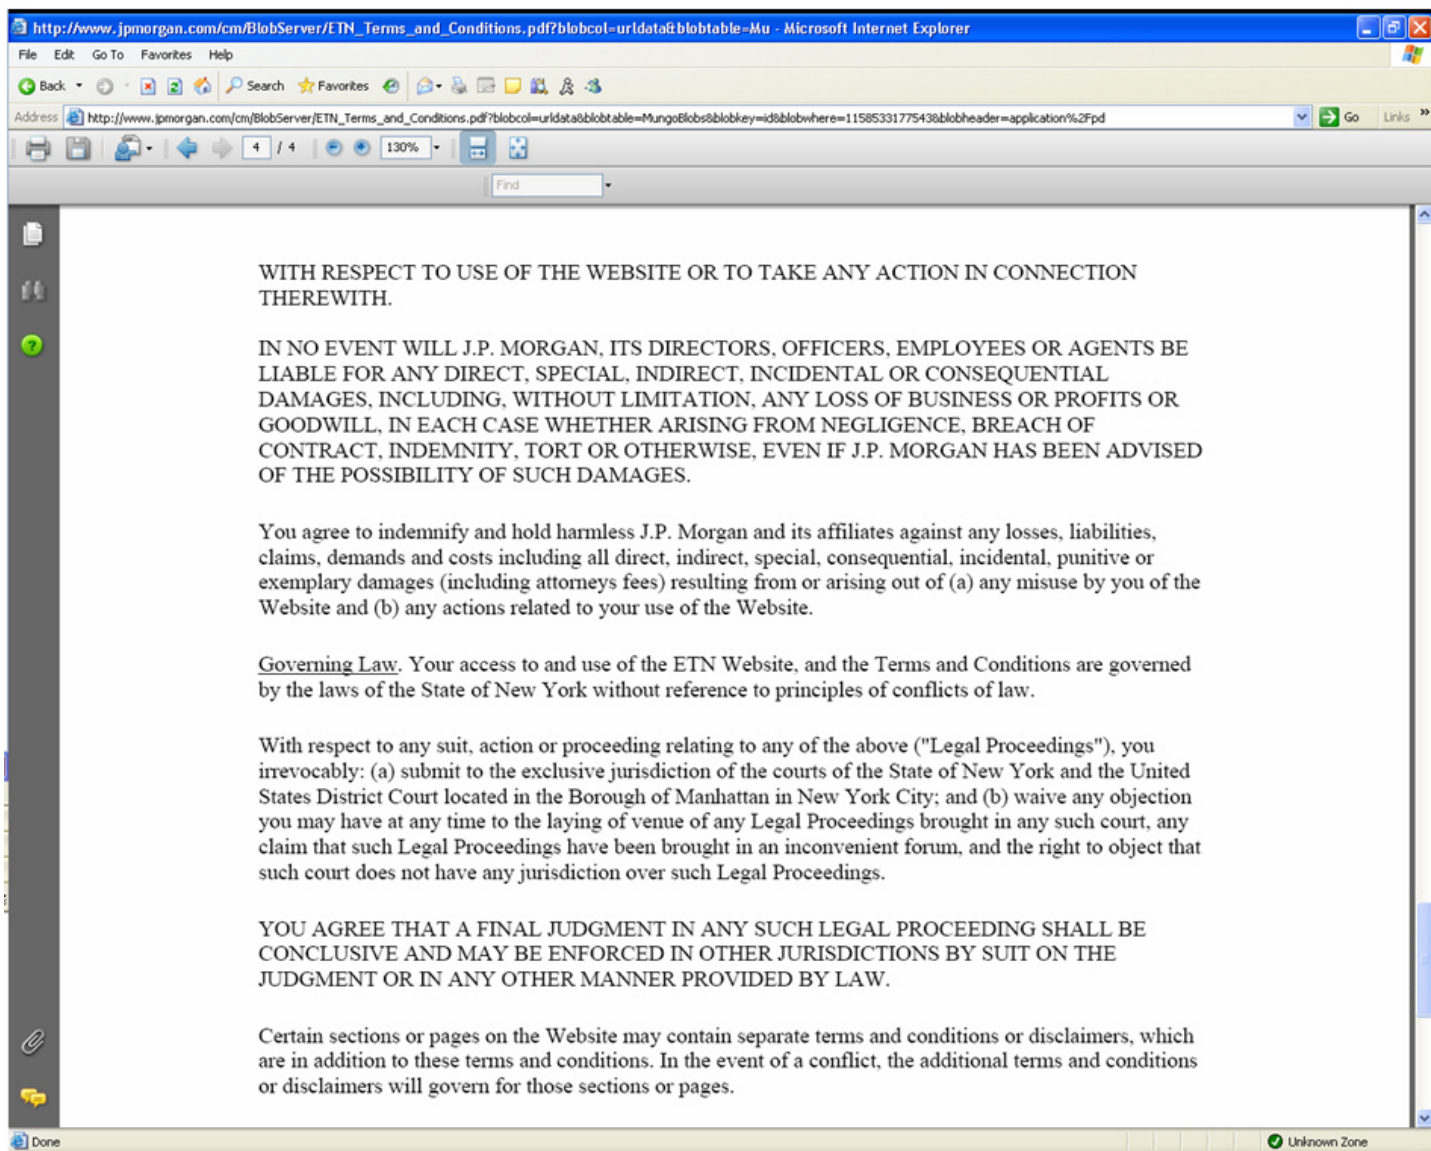 http://www.jpmorgan.com/cm/BlobServer/ETN_Terms_and_Conditions.pdf?blobcol=urldata&blobtable=Mu - Microsoft Internet Explorer
File Edit Go To Favorites Help
Back Search Favorites
Address http://www.jpmorgan.com/cm/BlobServer/ETN_Terms_and_Conditions.pdf?blobcol=urldata&blobtable=MungoBlobs&blobkey=id&blobwhere=1158533177543&blobheader=application%2Fpd Go Links »
4 / 4 130%
Find
WITH RESPECT TO USE OF THE WEBSITE OR TO TAKE ANY ACTION IN CONNECTION
THEREWITH.
IN NO EVENT WILL J.P. MORGAN, ITS DIRECTORS, OFFICERS, EMPLOYEES OR AGENTS BE
LIABLE FOR ANY DIRECT, SPECIAL, INDIRECT, INCIDENTAL OR CONSEQUENTIAL
DAMAGES, INCLUDING, WITHOUT LIMITATION, ANY LOSS OF BUSINESS OR PROFITS OR
GOODWILL, IN EACH CASE WHETHER ARISING FROM NEGLIGENCE, BREACH OF
CONTRACT, INDEMNITY, TORT OR OTHERWISE, EVEN IF J.P. MORGAN HAS BEEN ADVISED
OF THE POSSIBILITY OF SUCH DAMAGES.
You agree to indemnify and hold harmless J.P. Morgan and its affiliates against any losses, liabilities,
claims, demands and costs including all direct, indirect, special, consequential, incidental, punitive or
exemplary damages (including attorneys fees) resulting from or arising out of (a) any misuse by you of the
Website and (b) any actions related to your use of the Website.
Governing Law. Your access to and use of the ETN Website, and the Terms and Conditions are governed
by the laws of the State of New York without reference to principles of conflicts of law.
With respect to any suit, action or proceeding relating to any of the above ("Legal Proceedings"), you
irrevocably: (a) submit to the exclusive jurisdiction of the courts of the State of New York and the United
States District Court located in the Borough of Manhattan in New York City; and (b) waive any objection
you may have at any time to the laying of venue of any Legal Proceedings brought in any such court, any
claim that such Legal Proceedings have been brought in an inconvenient forum, and the right to object that
such court does not have any jurisdiction over such Legal Proceedings.
YOU AGREE THAT A FINAL JUDGMENT IN ANY SUCH LEGAL PROCEEDING SHALL BE
CONCLUSIVE AND MAY BE ENFORCED IN OTHER JURISDICTIONS BY SUIT ON THE
JUDGMENT OR IN ANY OTHER MANNER PROVIDED BY LAW.
Certain sections or pages on the Website may contain separate terms and conditions or disclaimers, which
are in addition to these terms and conditions. In the event of a conflict, the additional terms and conditions
or disclaimers will govern for those sections or pages.
Done Unknown Zone